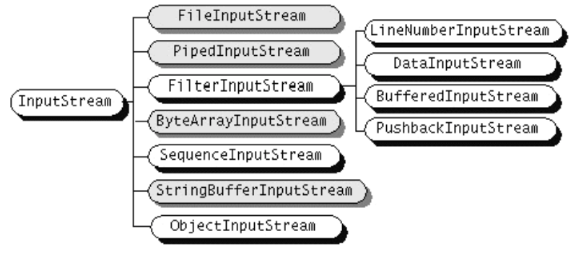 InputStream
FileInputStream
PipedInputStream
FilterInputStream
ByteArrayInputStream
SequenceInputStream
StringBufferInputStream
ObjectInputStream
LineNumberInputStream
DataInputStream
BufferedInputStream
PushbackInputStream